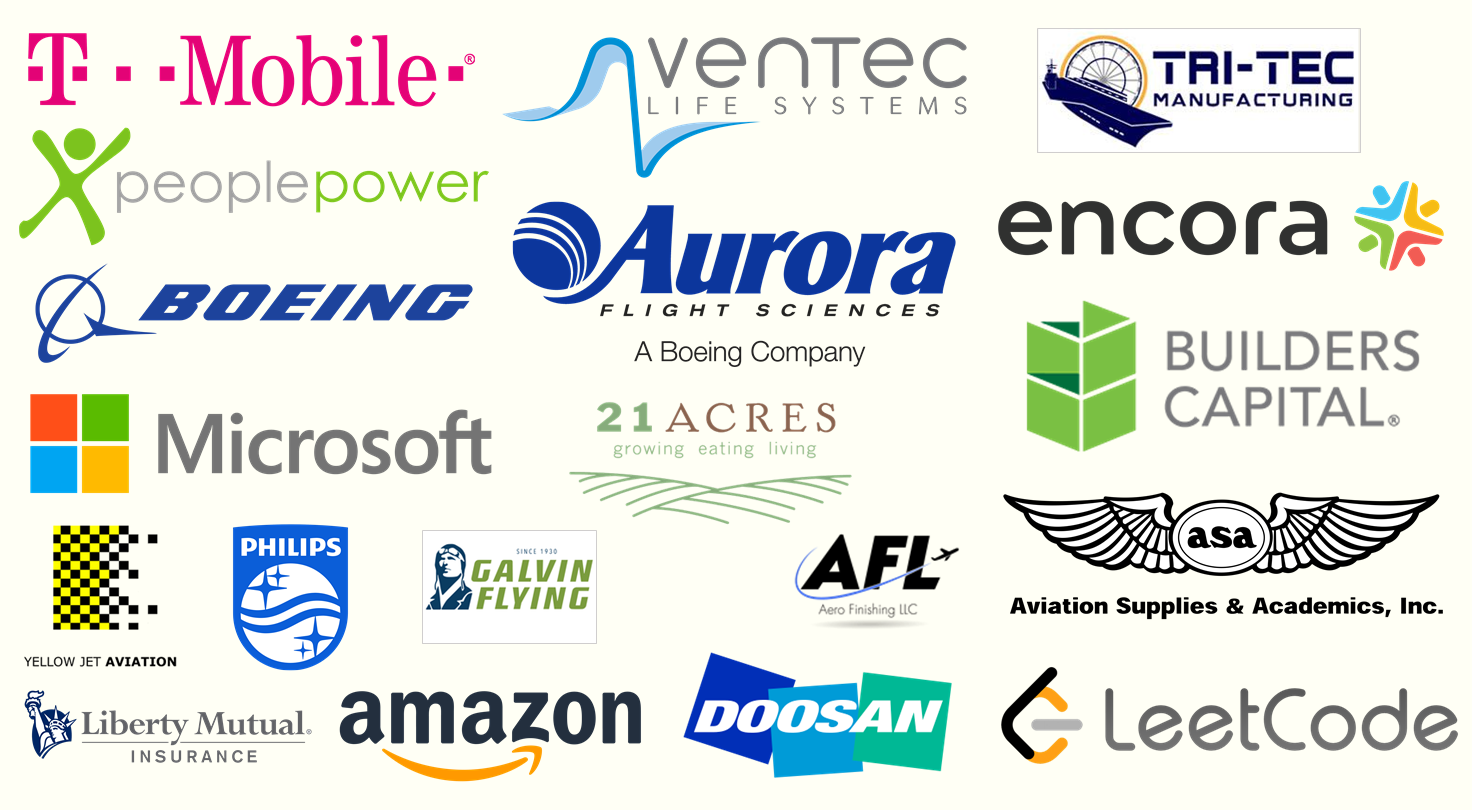 T··Mobile·®
ventec
LIFE SYSTEMS
TRI-TEC
MANUFACTURING
peoplepower
Aurora
FLIGHT SCIENCES
A Boeing Company
encora
BOEING
BUILDERS
CAPITAL®
Microsoft
21 ACRES
growing eating living
asa
Aviation Supplies & Academics, Inc.
YELLOW JET AVIATION
PHILIPS
SINCE 1930
GALVIN
FLYING
AFL
Aero Finishing LLC
Liberty Mutual®
INSURANCE
amazon
DOOSAN
LeetCode